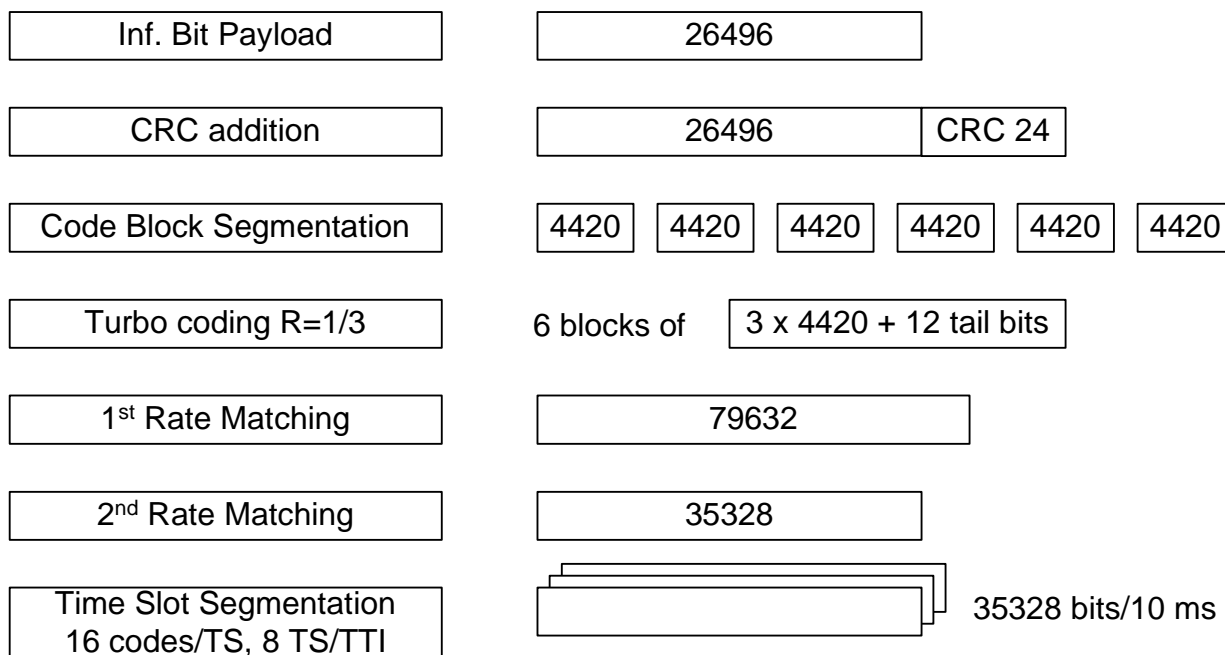 Inf. Bit Payload 26496
CRC addition 26496 CRC 24
Code Block Segmentation 4420 4420 4420 4420 4420 4420
Turbo coding R=1/3 6 blocks of 3 x 4420 + 12 tail bits
1st Rate Matching 79632
2nd Rate Matching 35328
Time Slot Segmentation
16 codes/TS, 8 TS/TTI
35328 bits/10 ms